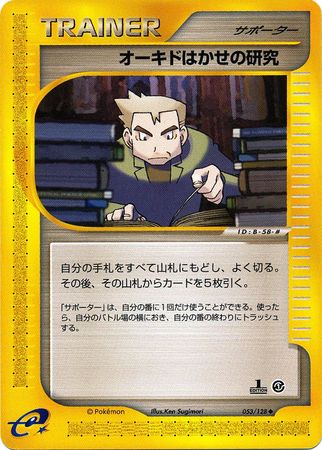 TRAINER
サポーター
オーキドはかせの研究
ID:B-58-#
自分の手札をすべて山札にもどし、よく切る。
その後、その山札からカードを5枚引く。
「サポーター」は、自分の番に1回だけ使うことができる。使った
ら、自分のバトル場の横におき、自分の番の終わりにトラッシュ
する。
1
EDITION
e
©Pokémon Illus.Ken Sugimori 053/128◆